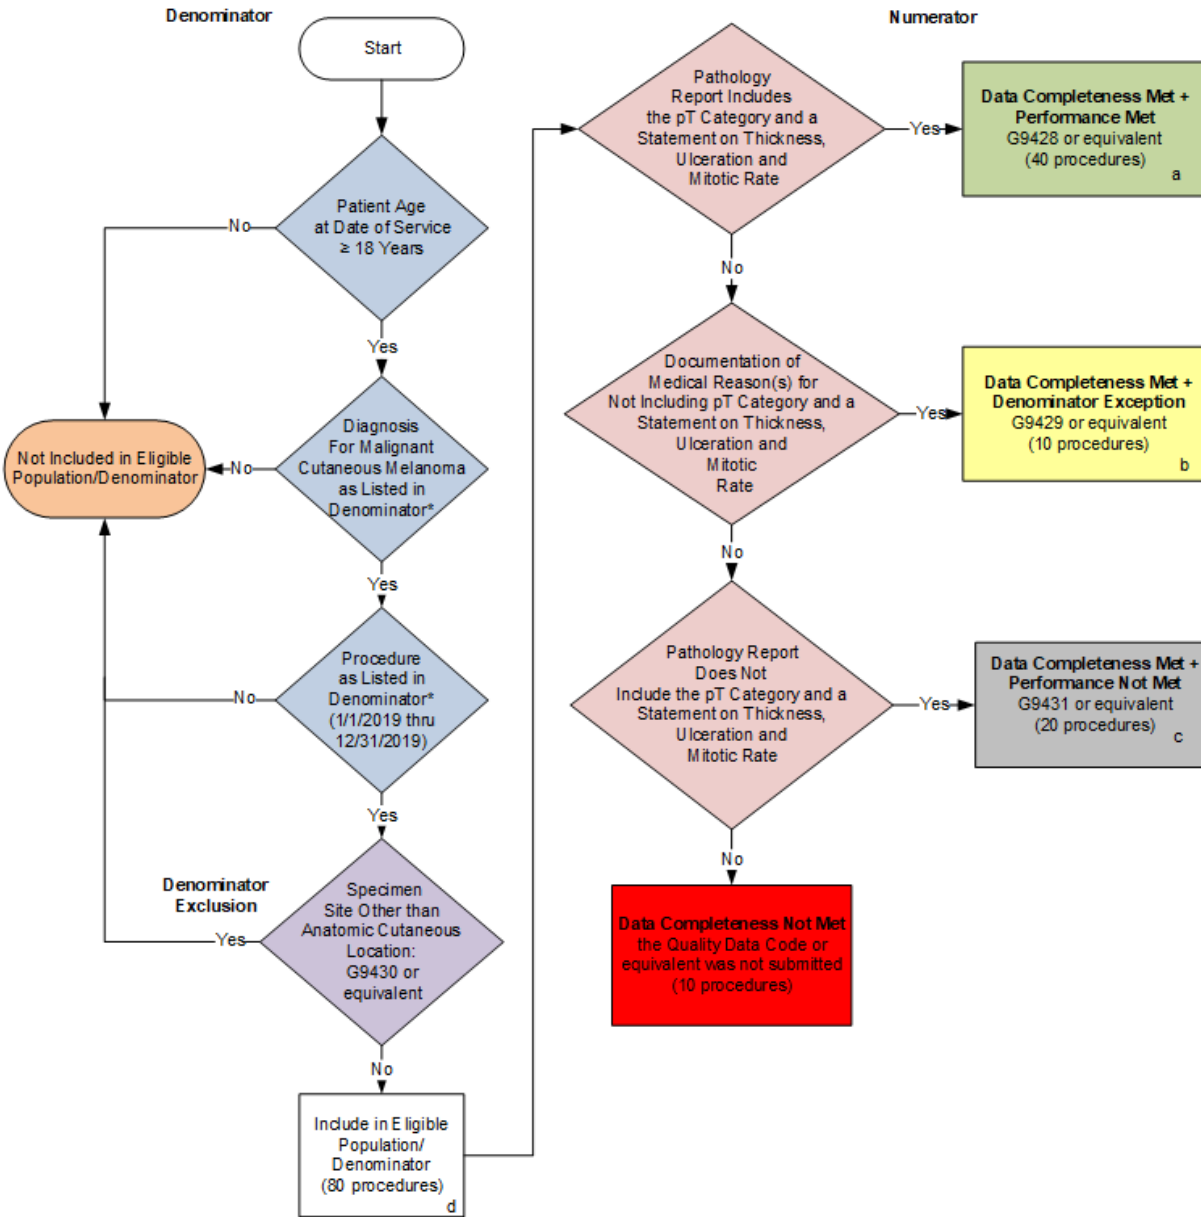 Denominator
Start
Patient Age
at Date of Service
≥ 18 Years
No
Yes
Diagnosis
For Malignant
Cutaneous Melanoma
as Listed in
Denominator*
No
Not Included in Eligible
Population/Denominator
Yes
Procedure
as Listed in
Denominator*
(1/1/2019 thru
12/31/2019)
No
Yes
Denominator
Exclusion
Specimen
Site Other than
Anatomic Cutaneous
Location:
G9430 or
equivalent
Yes
No
Include in Eligible
Population/
Denominator
(80 procedures)
d
Numerator
Pathology
Report Includes
the pT Category and a
Statement on Thickness,
Ulceration and
Mitotic Rate
Yes
Data Completeness Met +
Performance Met
G9428 or equivalent
(40 procedures)
a
No
Documentation of
Medical Reason(s) for
Not Including pT Category and a
Statement on Thickness,
Ulceration and
Mitotic
Rate
Yes
Data Completeness Met +
Denominator Exception
G9429 or equivalent
(10 procedures)
b
No
Pathology Report
Does Not
Include the pT Category and a
Statement on Thickness,
Ulceration and
Mitotic Rate
Yes
Data Completeness Met +
Performance Not Met
G9431 or equivalent
(20 procedures)
c
No
Data Completeness Not Met
the Quality Data Code or
equivalent was not submitted
(10 procedures)